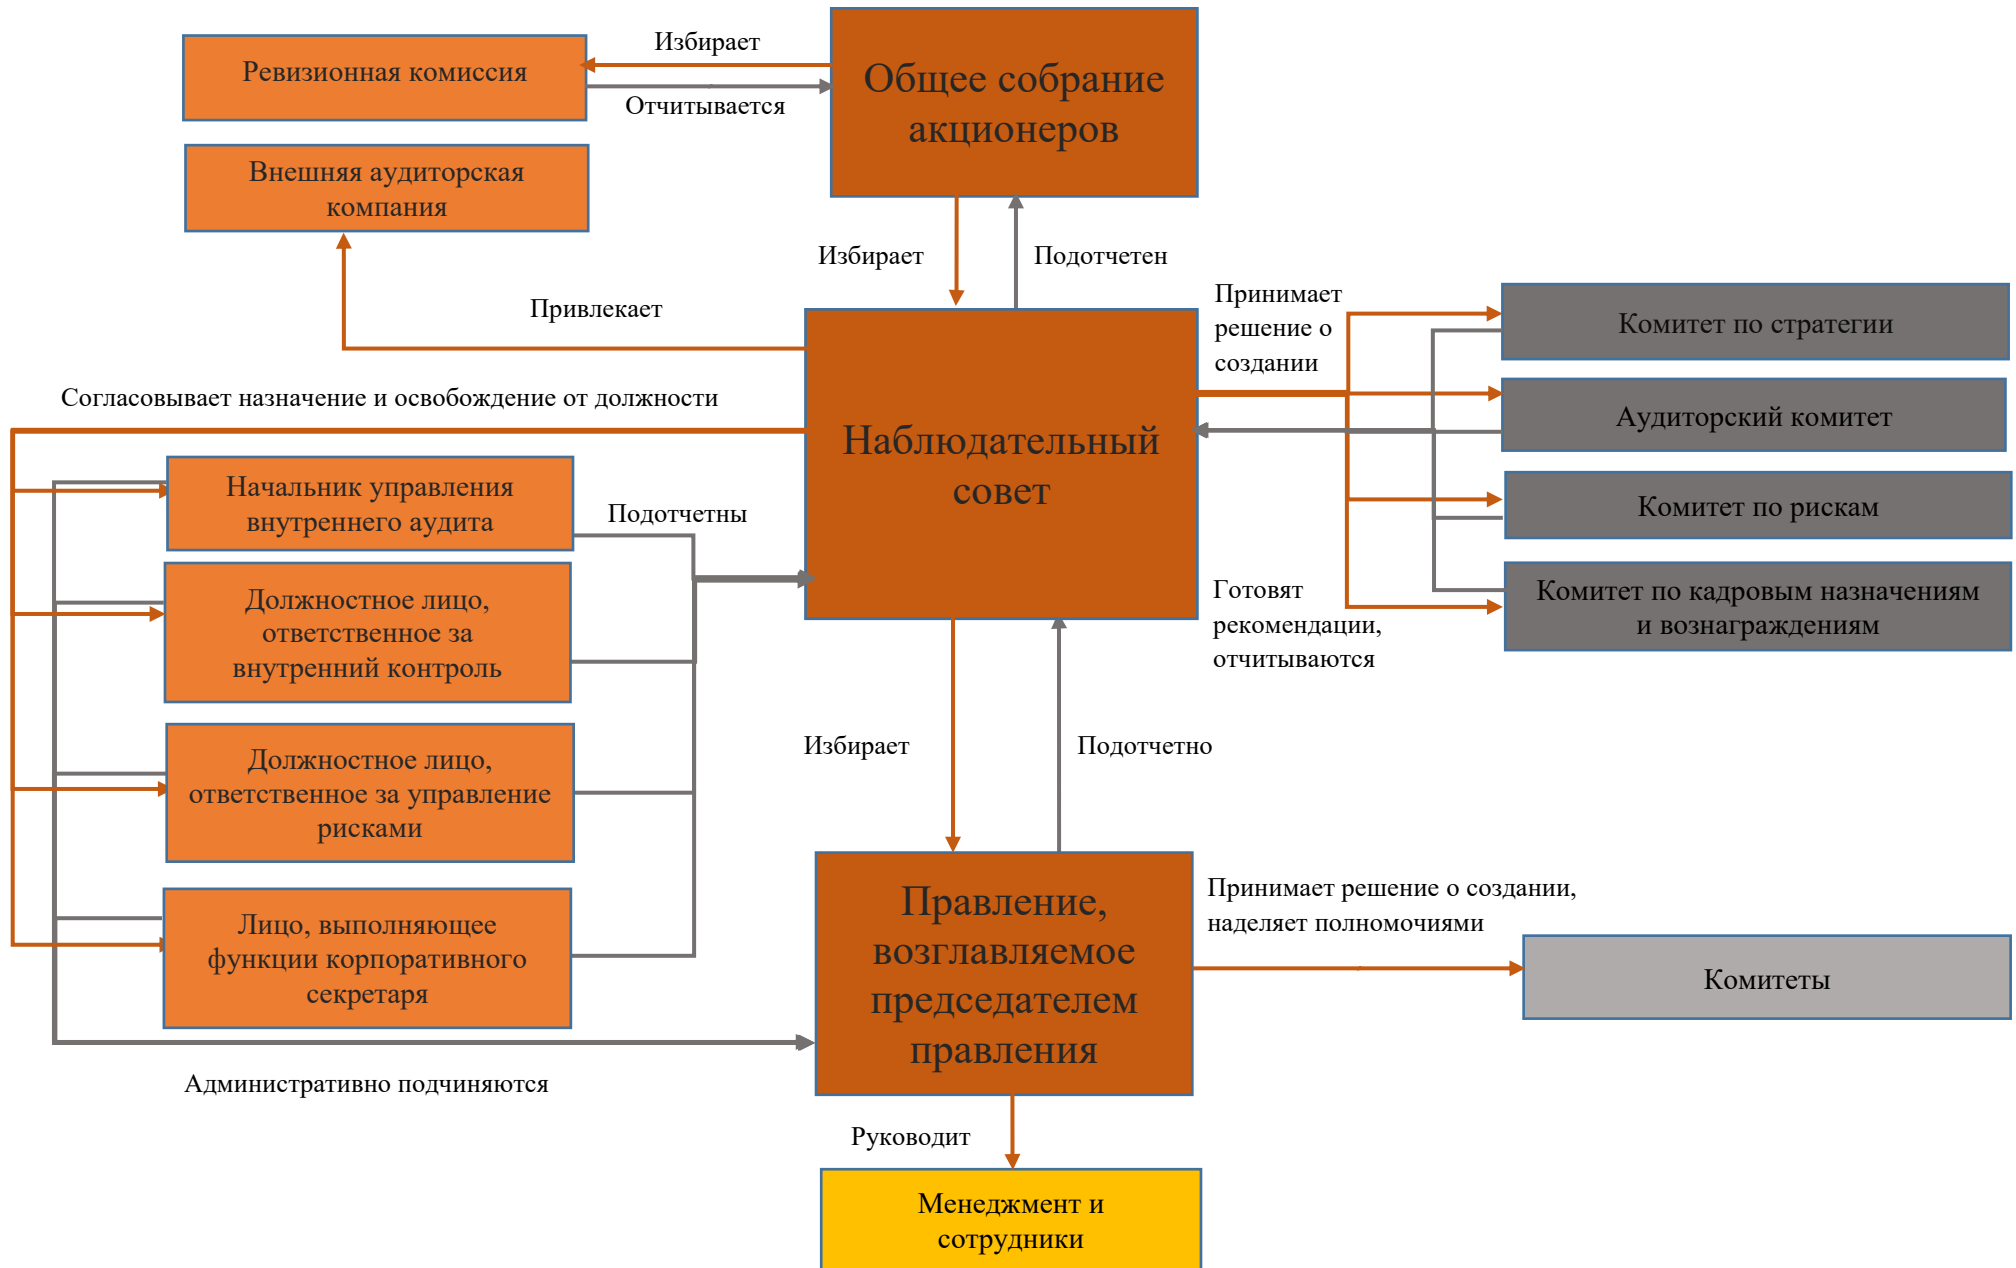 Избирает
Ревизионная комиссия
Отчитывается
Общее собрание
акционеров
Внешняя аудиторская
компания
Избирает
Подотчетен
Привлекает
Принимает
решение о
создании
Комитет по стратегии
Согласовывает назначение и освобождение от должности
Аудиторский комитет
Наблюдательный
совет
Начальник управления
внутреннего аудита
Подотчетны
Комитет по рискам
Должностное лицо,
ответственное за
внутренний контроль
Готовят
рекомендации,
отчитываются
Комитет по кадровым назначениям
и вознаграждениям
Избирает
Подотчетно
Должностное лицо,
ответственное за управление
рисками
Правление,
возглавляемое
председателем
правления
Принимает решение о создании,
наделяет полномочиями
Лицо, выполняющее
функции корпоративного
секретаря
Комитеты
Административно подчиняются
Руководит
Менеджмент и
сотрудники